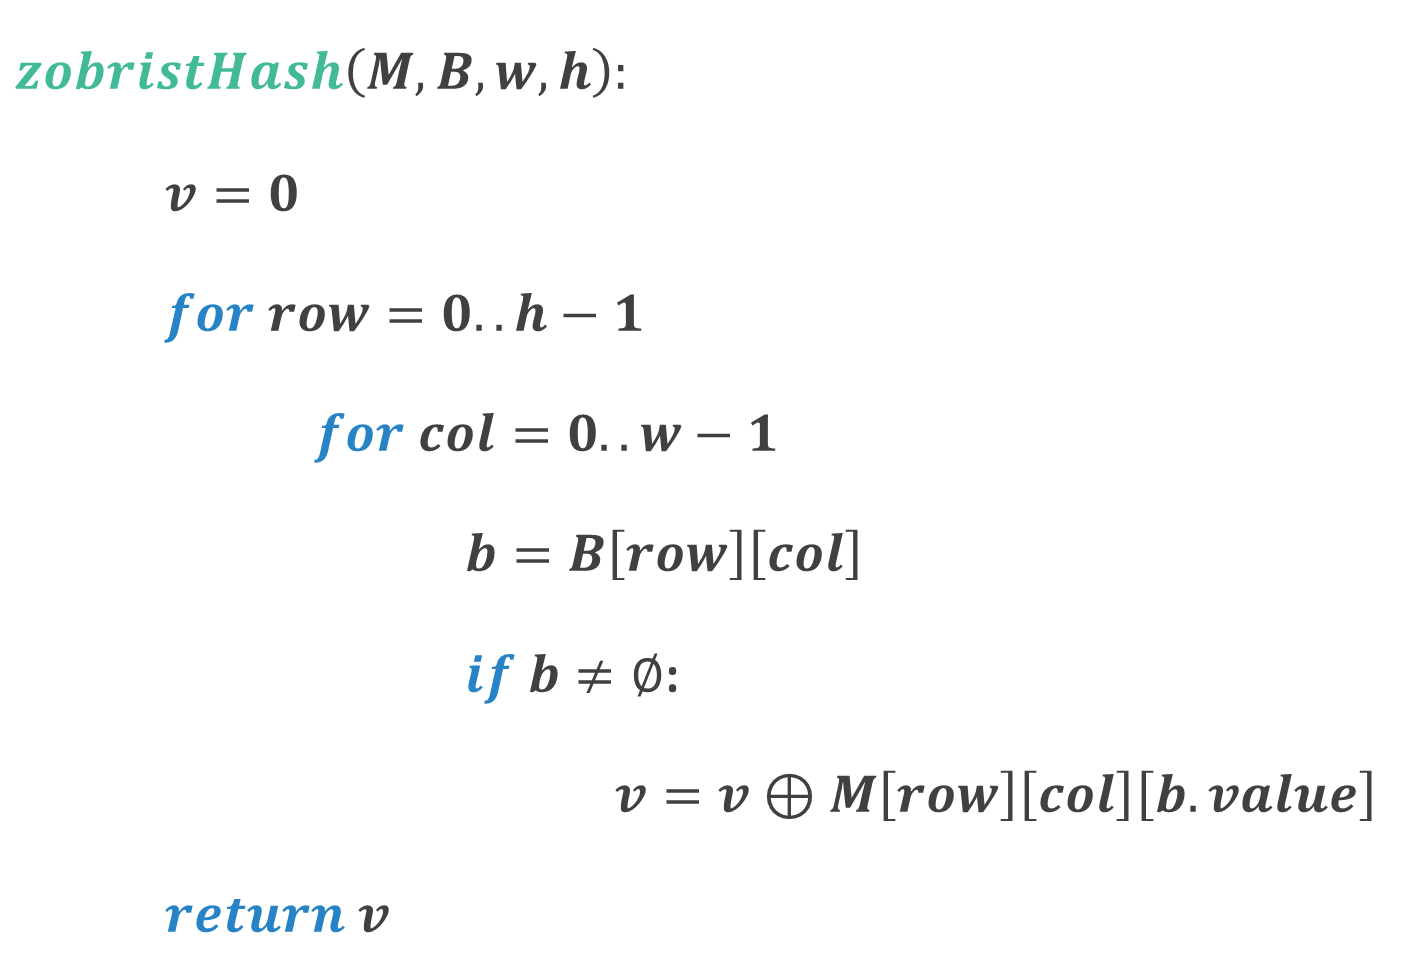 zobristHash(M, B, w, h):
v = 0
for row = 0..h − 1
for col = 0..w − 1
b = B[row][col]
if b ≠ ∅:
v = v ⨁ M[row][col][b.value]
return v